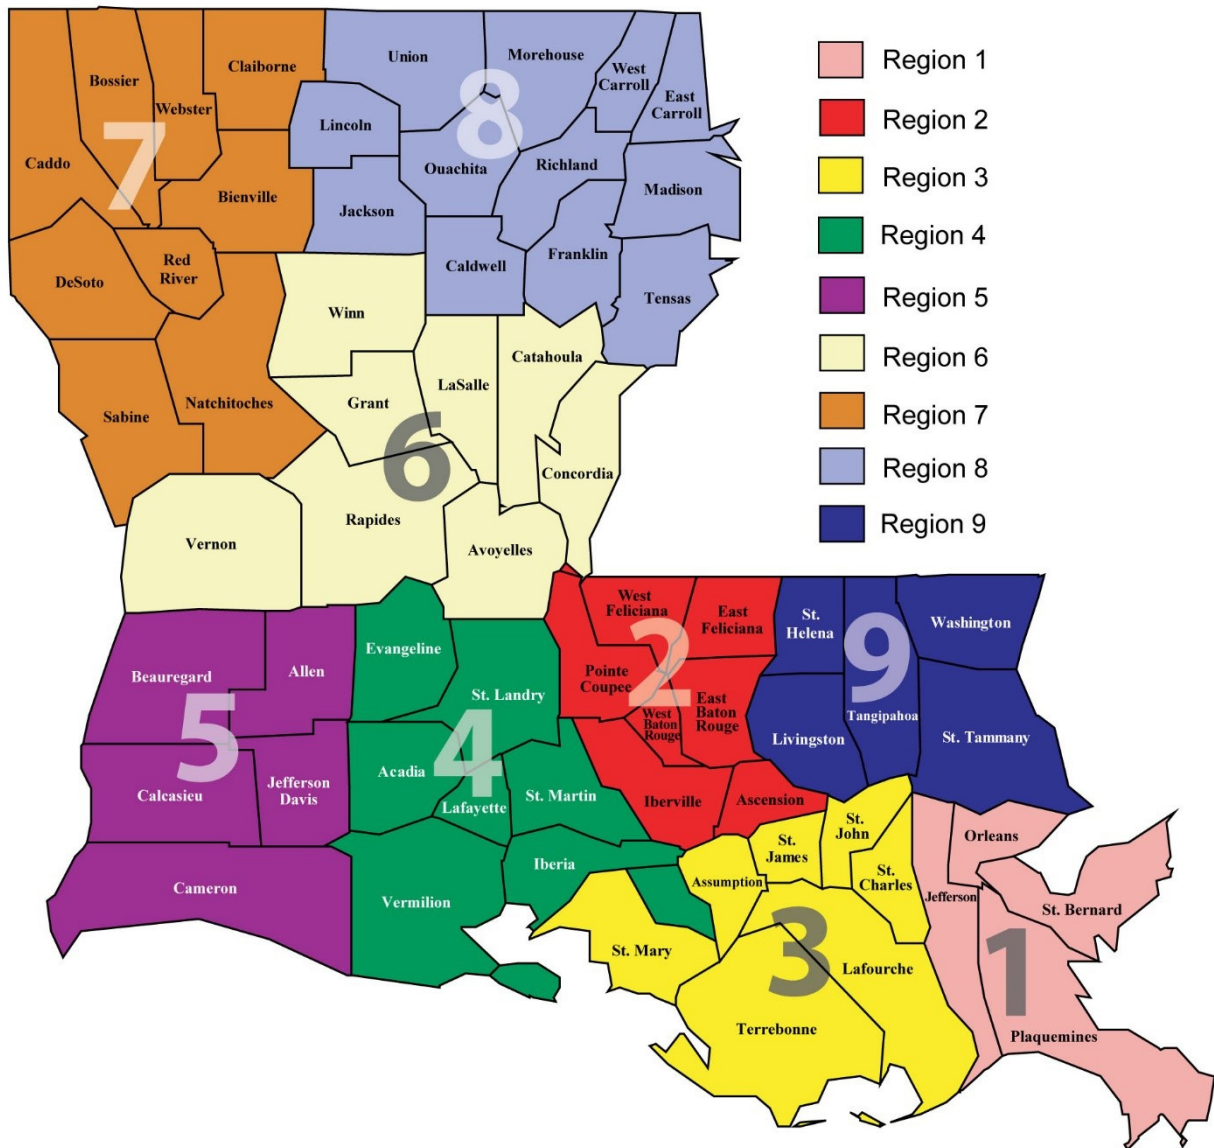 Union
Morehouse
Claiborne
Bossier
West
Carroll
East
Carroll
Webster
Lincoln
8
7
Caddo
Ouachita
Richland
Madison
Bienville
Jackson
Franklin
Red
River
Caldwell
DeSoto
Tensas
Winn
Catahoula
LaSalle
Grant
Natchitoches
Sabine
6
Concordia
Rapides
Vernon
Avoyelles
West
Feliciana
East
Feliciana
St.
Helena
9
Washington
Evangeline
2
Pointe
Coupee
Beauregard
Allen
St. Landry
East
Baton
Rouge
West
Baton
Rouge
Tangipahoa
5
4
Livingston
St. Tammany
Acadia
Jefferson
Davis
Calcasieu
Lafayette
St. Martin
Iberville
Ascension
St.
John
Orleans
St.
James
Iberia
St.
Charles
Assumption
Cameron
Vermilion
Jefferson
St. Bernard
St. Mary
3
Lafourche
1
Terrebonne
Plaquemines
Region 1
Region 2
Region 3
Region 4
Region 5
Region 6
Region 7
Region 8
Region 9